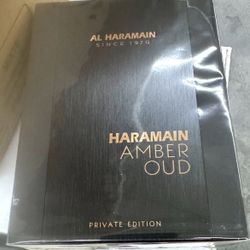 AL HARAMAIN
SINCE 1970
HARAMAIN
AMBER
OUD
PRIVATE EDITION